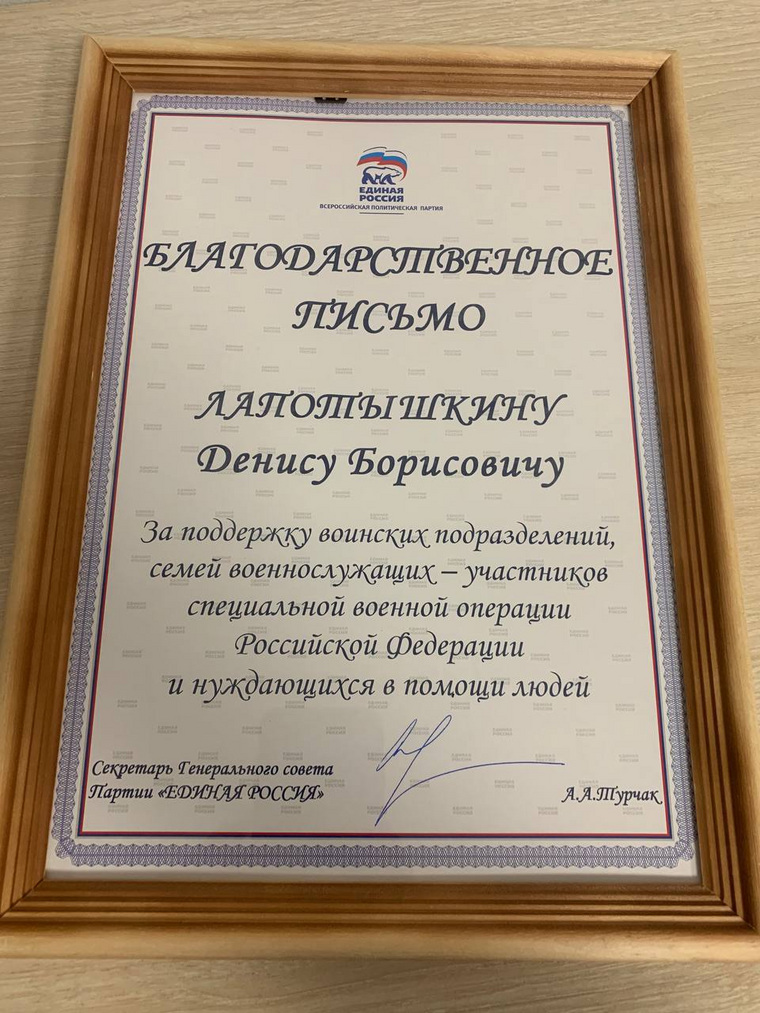 ЕДИНАЯ
РОССИЯ
ВСЕРОССИЙСКАЯ ПОЛИТИЧЕСКАЯ ПАРТИЯ
БЛАГОДАРСТВЕННОЕ
ПИСЬМО
ЛАПОТЫШКИНУ
Денису Борисовичу
За поддержку воинских подразделений,
семей военнослужащих – участников
специальной военной операции
Российской Федерации
и нуждающихся в помощи людей
Секретарь Генерального совета
Партии «ЕДИНАЯ РОССИЯ»
А.А.Турчак